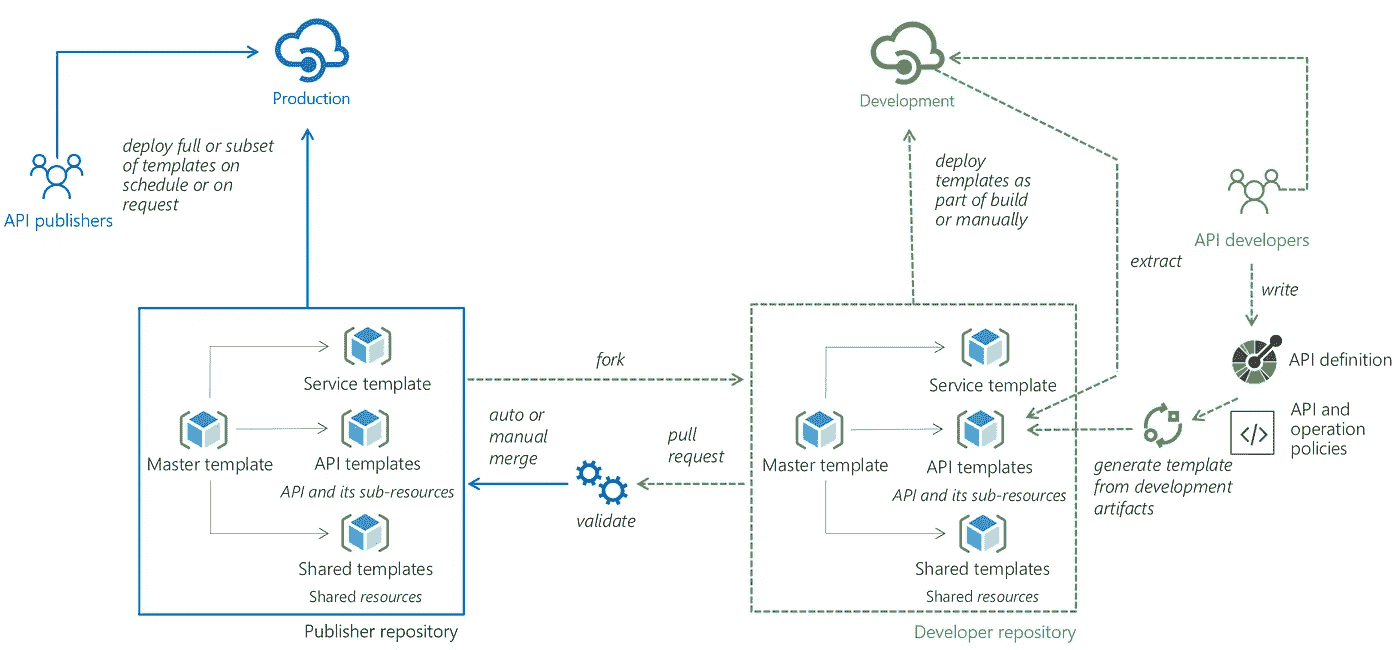 Production
deploy full or subset
of templates on
schedule or on
request
API publishers
Service template
Master template
API templates
API and its sub-resources
Shared templates
Shared resources
Publisher repository
fork
auto or
manual
merge
pull
request
validate
Development
deploy
templates as
part of build
or manually
extract
API developers
write
API definition
API and
operation
policies
</>
generate template
from development
artifacts
Service template
Master template
API templates
API and its sub-resources
Shared templates
Shared resources
Developer repository